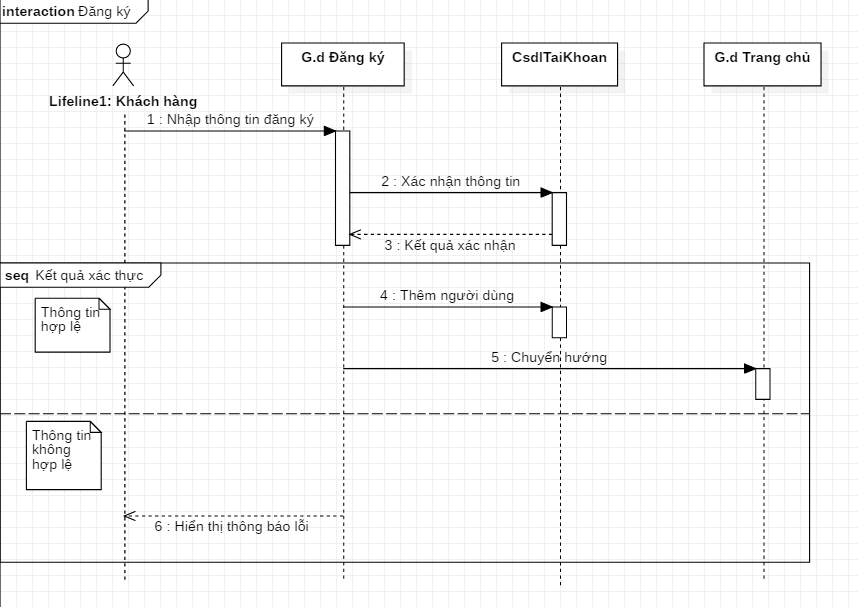 interaction Đăng ký
G.d Đăng ký
CsdlTaiKhoan
G.d Trang chủ
Lifeline1: Khách hàng
1 : Nhập thông tin đăng ký
2 : Xác nhận thông tin
3 : Kết quả xác nhận
seq Kết quả xác thực
4 : Thêm người dùng
Thông tin
hợp lệ
5 : Chuyển hướng
Thông tin
không
hợp lệ
6 : Hiển thị thông báo lỗi